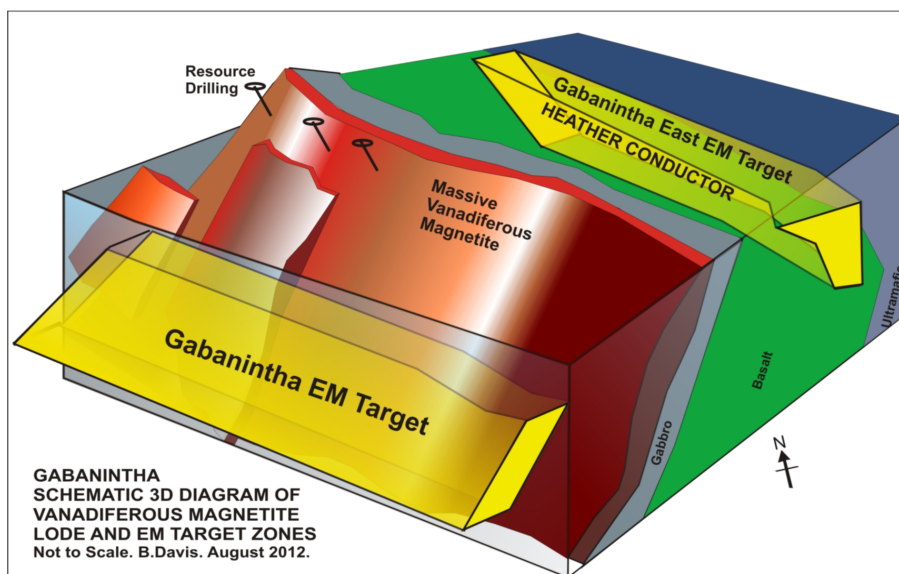 Resource
Drilling
Gabanintha East EM Target
HEATHER CONDUCTOR
Massive
Vanadiferous
Magnetite
Gabanintha EM Target
Gabbro
Basalt
Ultramafic
N
GABANINTHA
SCHEMATIC 3D DIAGRAM OF
VANADIFEROUS MAGNETITE
LODE AND EM TARGET ZONES
Not to Scale. B.Davis. August 2012.